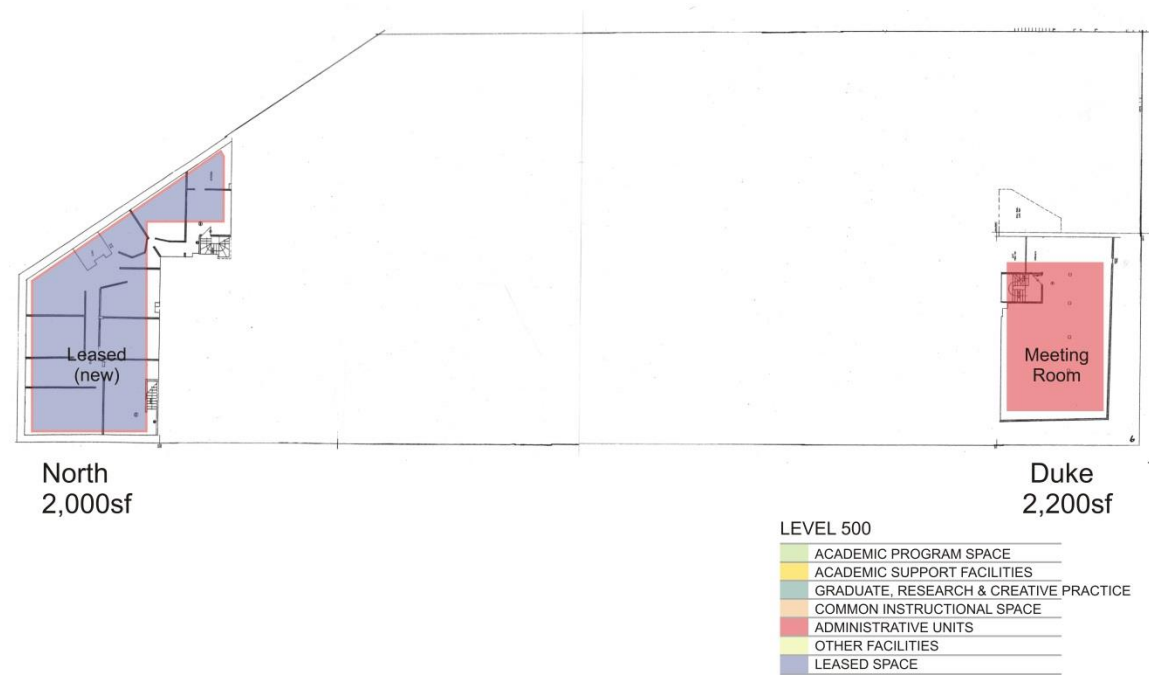 Leased
(new)
Meeting
Room
North
2,000sf
Duke
2,200sf
6
LEVEL 500
ACADEMIC PROGRAM SPACE
ACADEMIC SUPPORT FACILITIES
GRADUATE, RESEARCH & CREATIVE PRACTICE
COMMON INSTRUCTIONAL SPACE
ADMINISTRATIVE UNITS
OTHER FACILITIES
LEASED SPACE